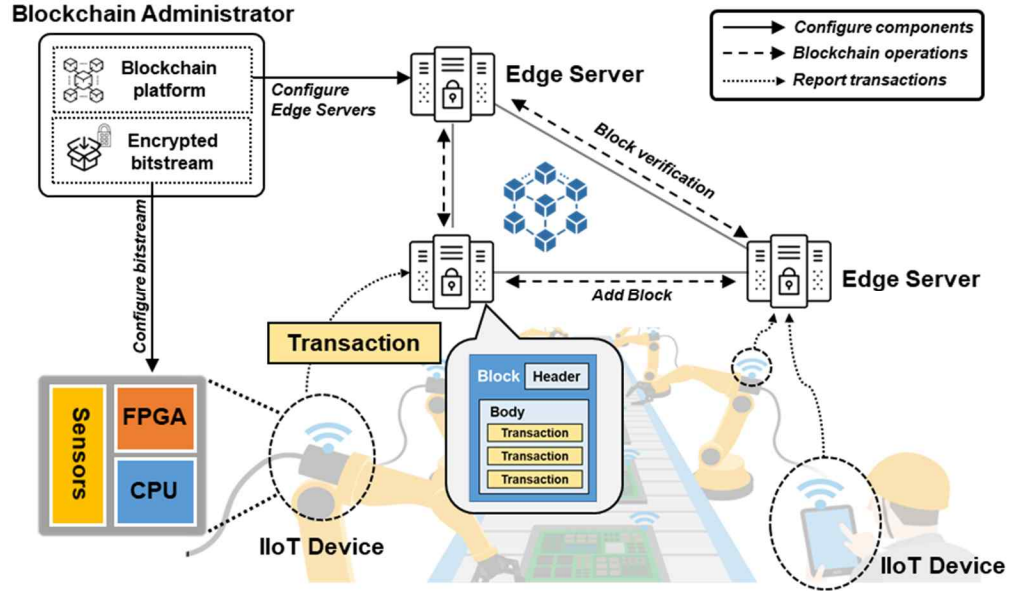 Blockchain Administrator
Blockchain
platform
Encrypted
bitstream
Configure
Edge Servers
Configure bitstream
Edge Server
Configure components
Blockchain operations
Report transactions
Block verification
Edge Server
Add Block
Transaction
Block
Header
Body
Transaction
Transaction
Transaction
Sensors
FPGA
CPU
IIoT Device
IIoT Device